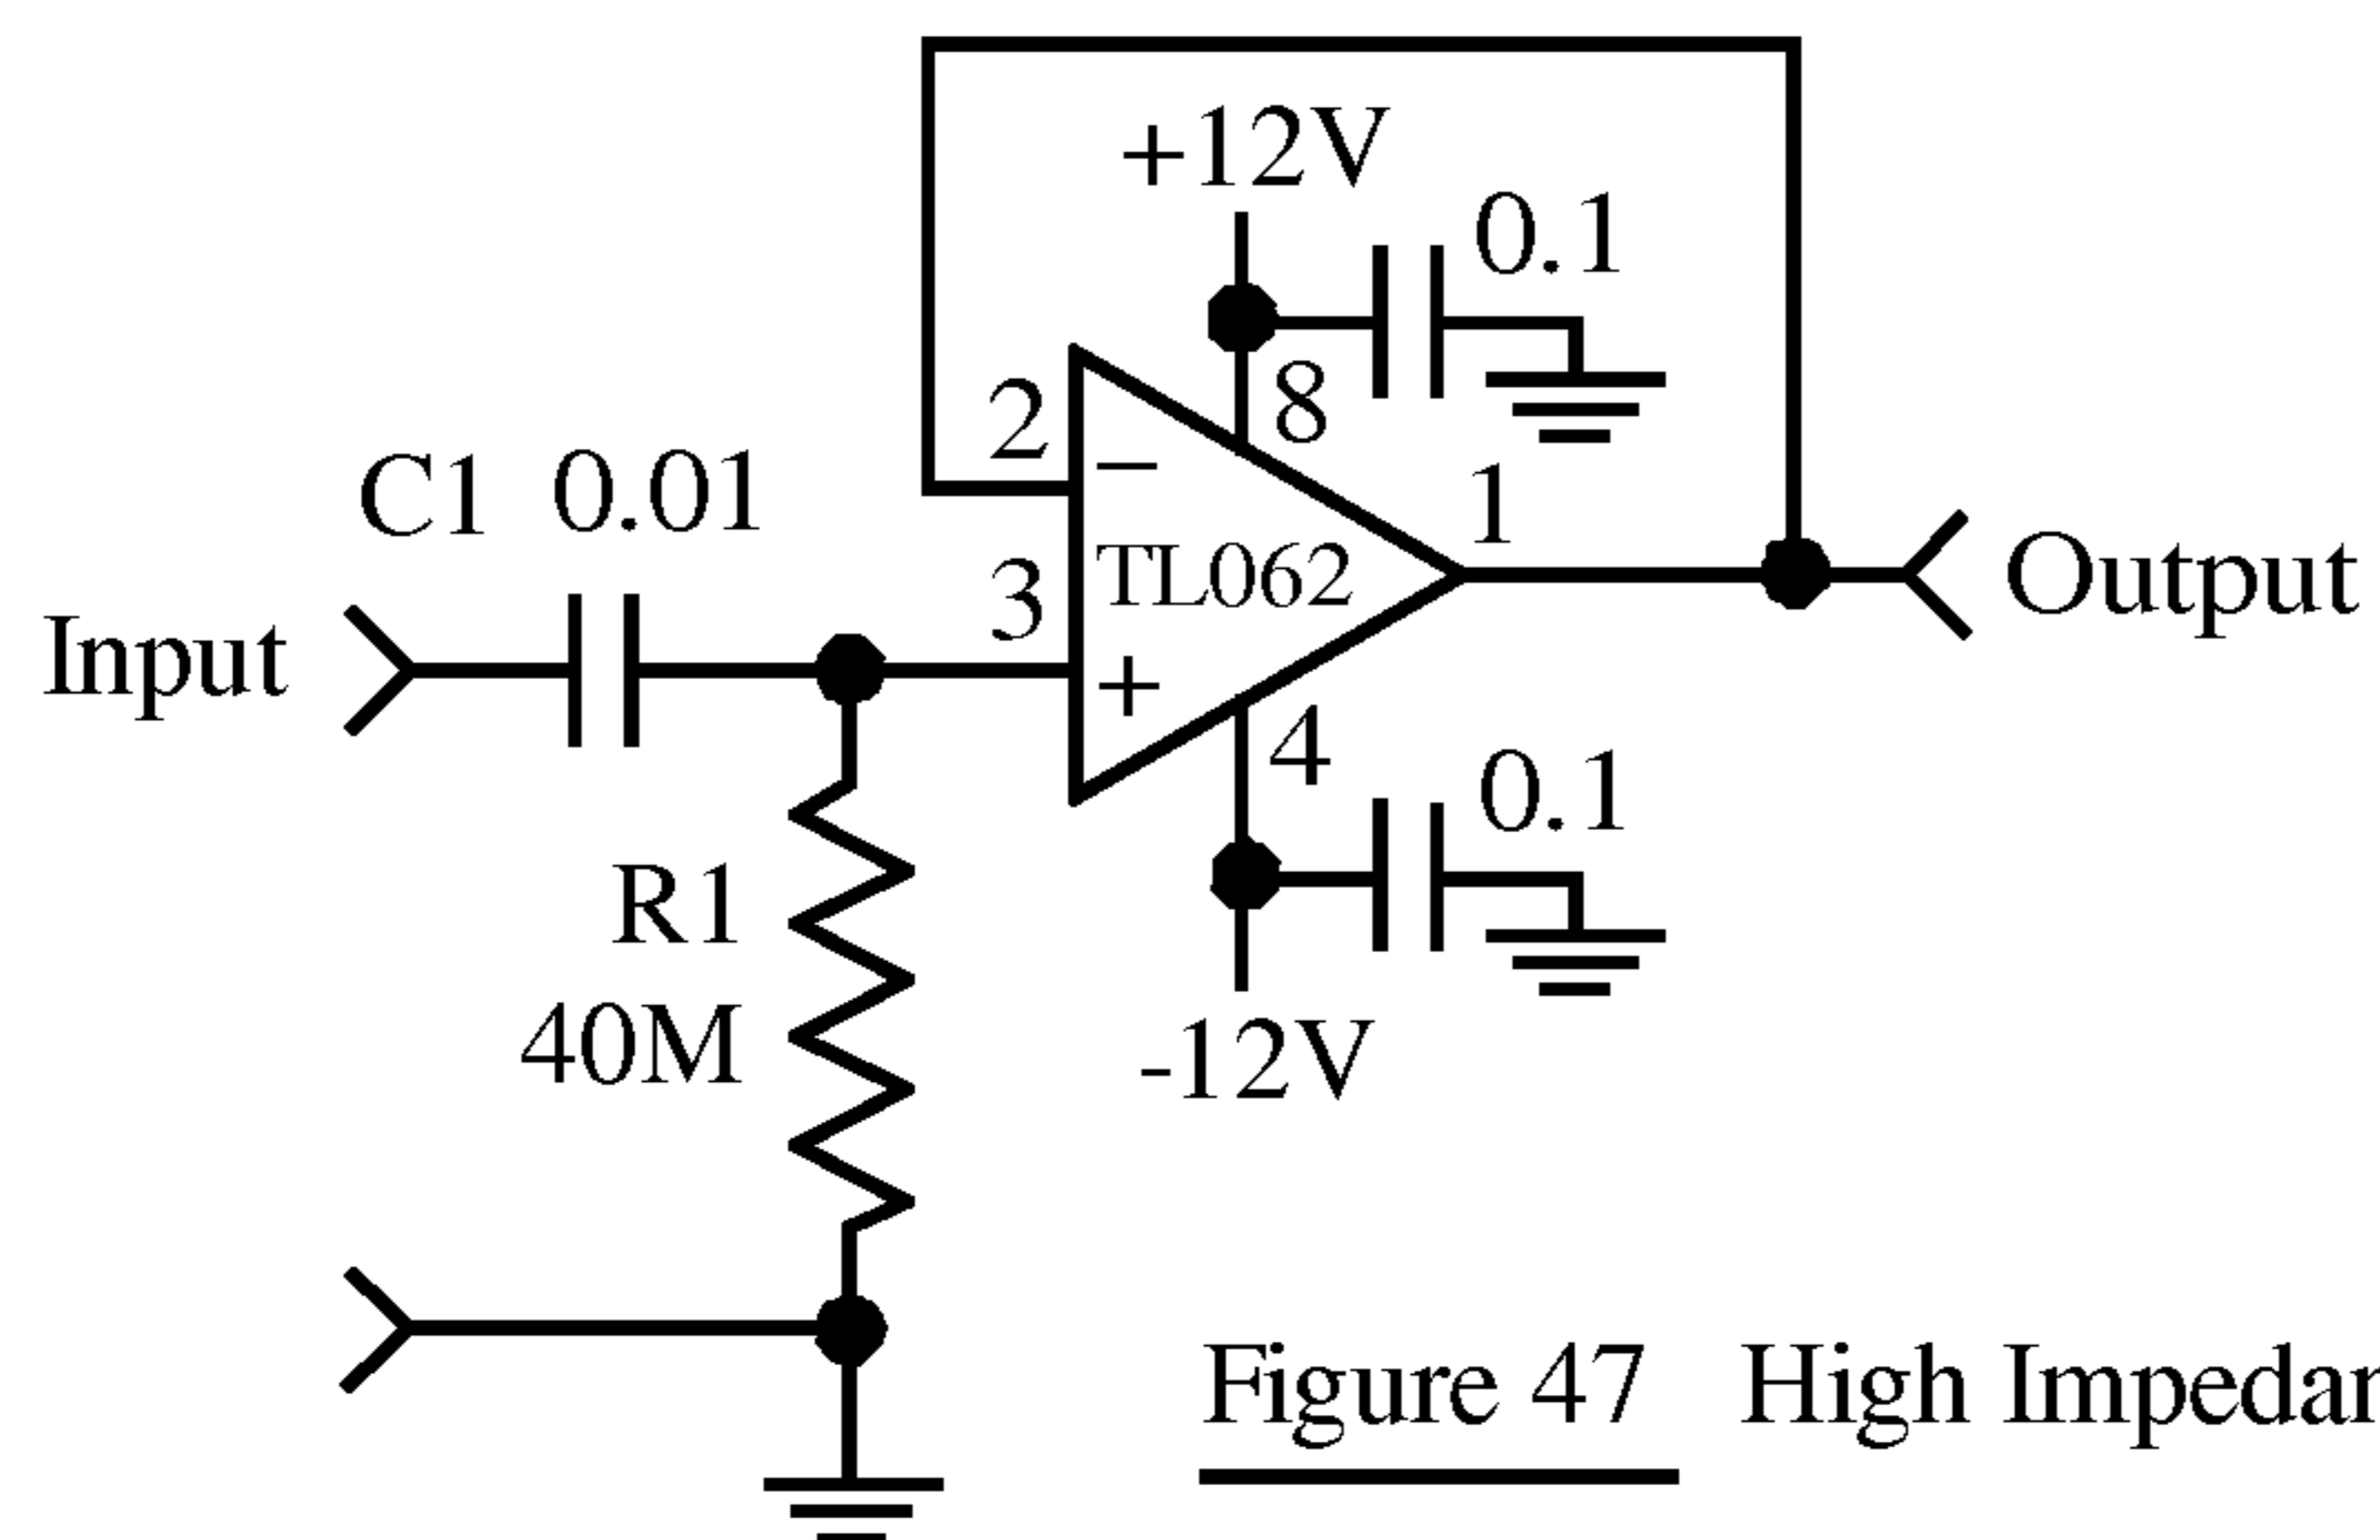 +12V
0.1
8
2
−
C1 0.01
1
TL062
3
Output
Input
+
4
0.1
R1
40M
-12V
Figure 47 High